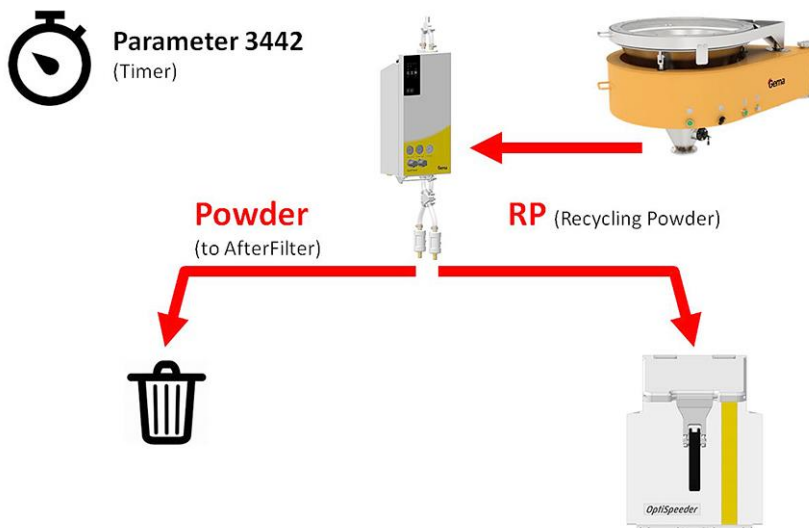 Parameter 3442
(Timer)
Gema
Gema
Powder
(to AfterFilter)
RP (Recycling Powder)
OptiSpeeder